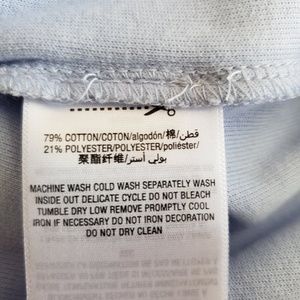 79% COTTON/COTON/algodón/棉/قطن
21% POLYESTER/POLYESTER/poliéster/
聚酯纤维/بولي أستر
MACHINE WASH COLD WASH SEPARATELY WASH
INSIDE OUT DELICATE CYCLE DO NOT BLEACH
TUMBLE DRY LOW REMOVE PROMPTLY COOL
IRON IF NECESSARY DO NOT IRON DECORATION
DO NOT DRY CLEAN